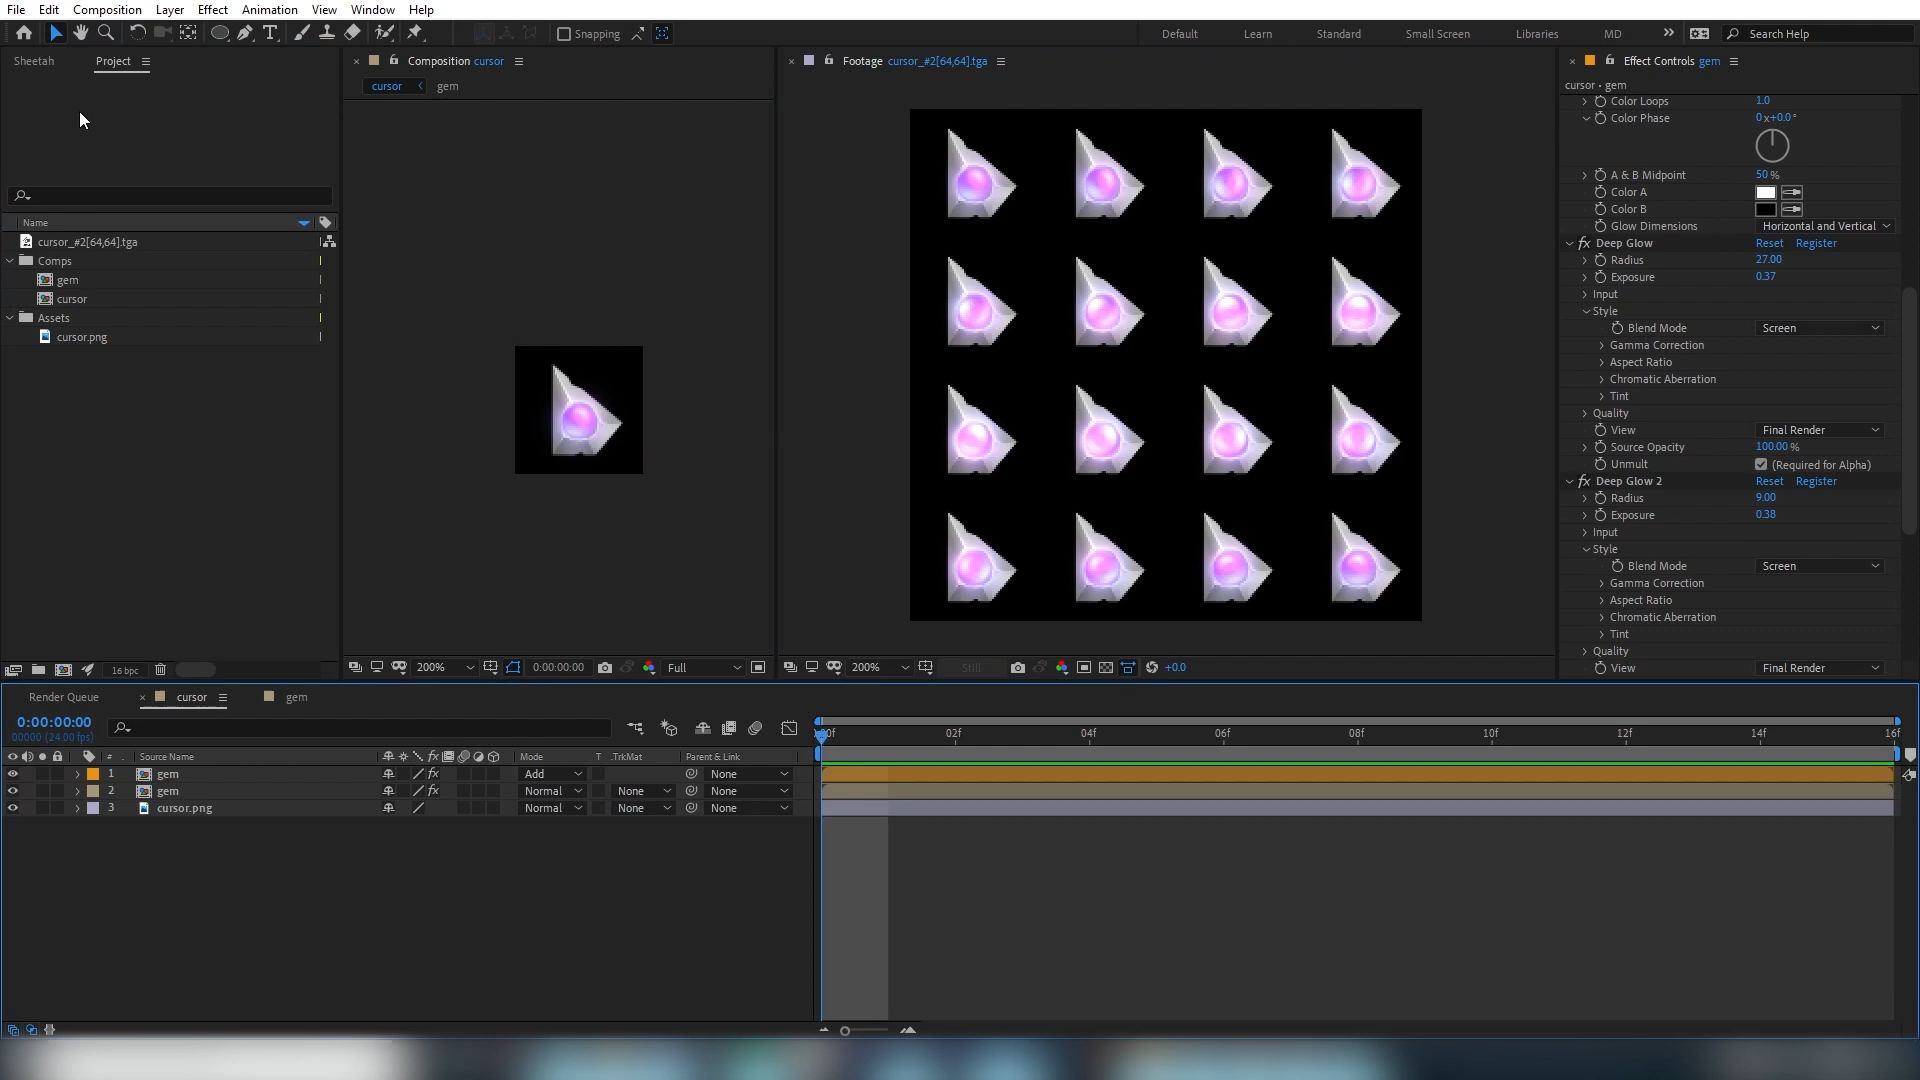 File Edit Composition Layer Effect Animation View Window Help
Snapping Default Learn Standard Small Screen Libraries MD Search Help
Sheetah Project
Composition cursor
Footage cursor_#2[64,64].tga
Effect Controls gem
cursor gem
cursor • gem
Name
cursor_#2[64,64].tga
Comps
gem
cursor
Assets
cursor.png
16 bpc
200% 0:00:00:00 Full
200% Still +0.0
Color Loops 1.0
Color Phase 0x+0.0°
A & B Midpoint 50 %
Color A
Color B
Glow Dimensions Horizontal and Vertical
fx Deep Glow Reset Register
Radius 27.00
Exposure 0.37
Input
Style
Blend Mode Screen
Gamma Correction
Aspect Ratio
Chromatic Aberration
Tint
Quality
View Final Render
Source Opacity 100.00 %
Unmult (Required for Alpha)
fx Deep Glow 2 Reset Register
Radius 9.00
Exposure 0.38
Input
Style
Blend Mode Screen
Gamma Correction
Aspect Ratio
Chromatic Aberration
Tint
Quality
View Final Render
Render Queue cursor gem
0:00:00:00
00000 (24.00 fps)
:00f 02f 04f 06f 08f 10f 12f 14f 16f
# Source Name fx Mode T .TrkMat Parent & Link
1 gem fx Add None
2 gem fx Normal None None
3 cursor.png Normal None None